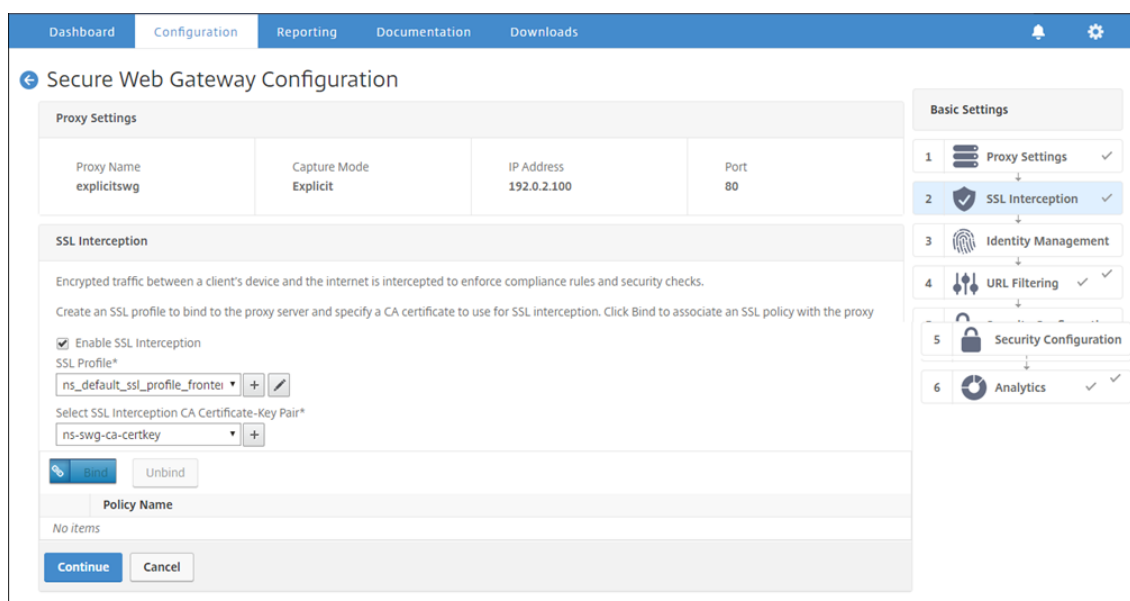 Dashboard Configuration Reporting Documentation Downloads
Secure Web Gateway Configuration
Proxy Settings
Proxy Name Capture Mode IP Address Port
explicitswg Explicit 192.0.2.100 80
SSL Interception
Encrypted traffic between a client's device and the internet is intercepted to enforce compliance rules and security checks.
Create an SSL profile to bind to the proxy server and specify a CA certificate to use for SSL interception. Click Bind to associate an SSL policy with the proxy
Enable SSL Interception
SSL Profile*
ns_default_ssl_profile_fronte
Select SSL Interception CA Certificate-Key Pair*
ns-swg-ca-certkey
Bind Unbind
Policy Name
No items
Continue Cancel
Basic Settings
1 Proxy Settings
2 SSL Interception
3 Identity Management
4 URL Filtering
5 Security Configuration
6 Analytics